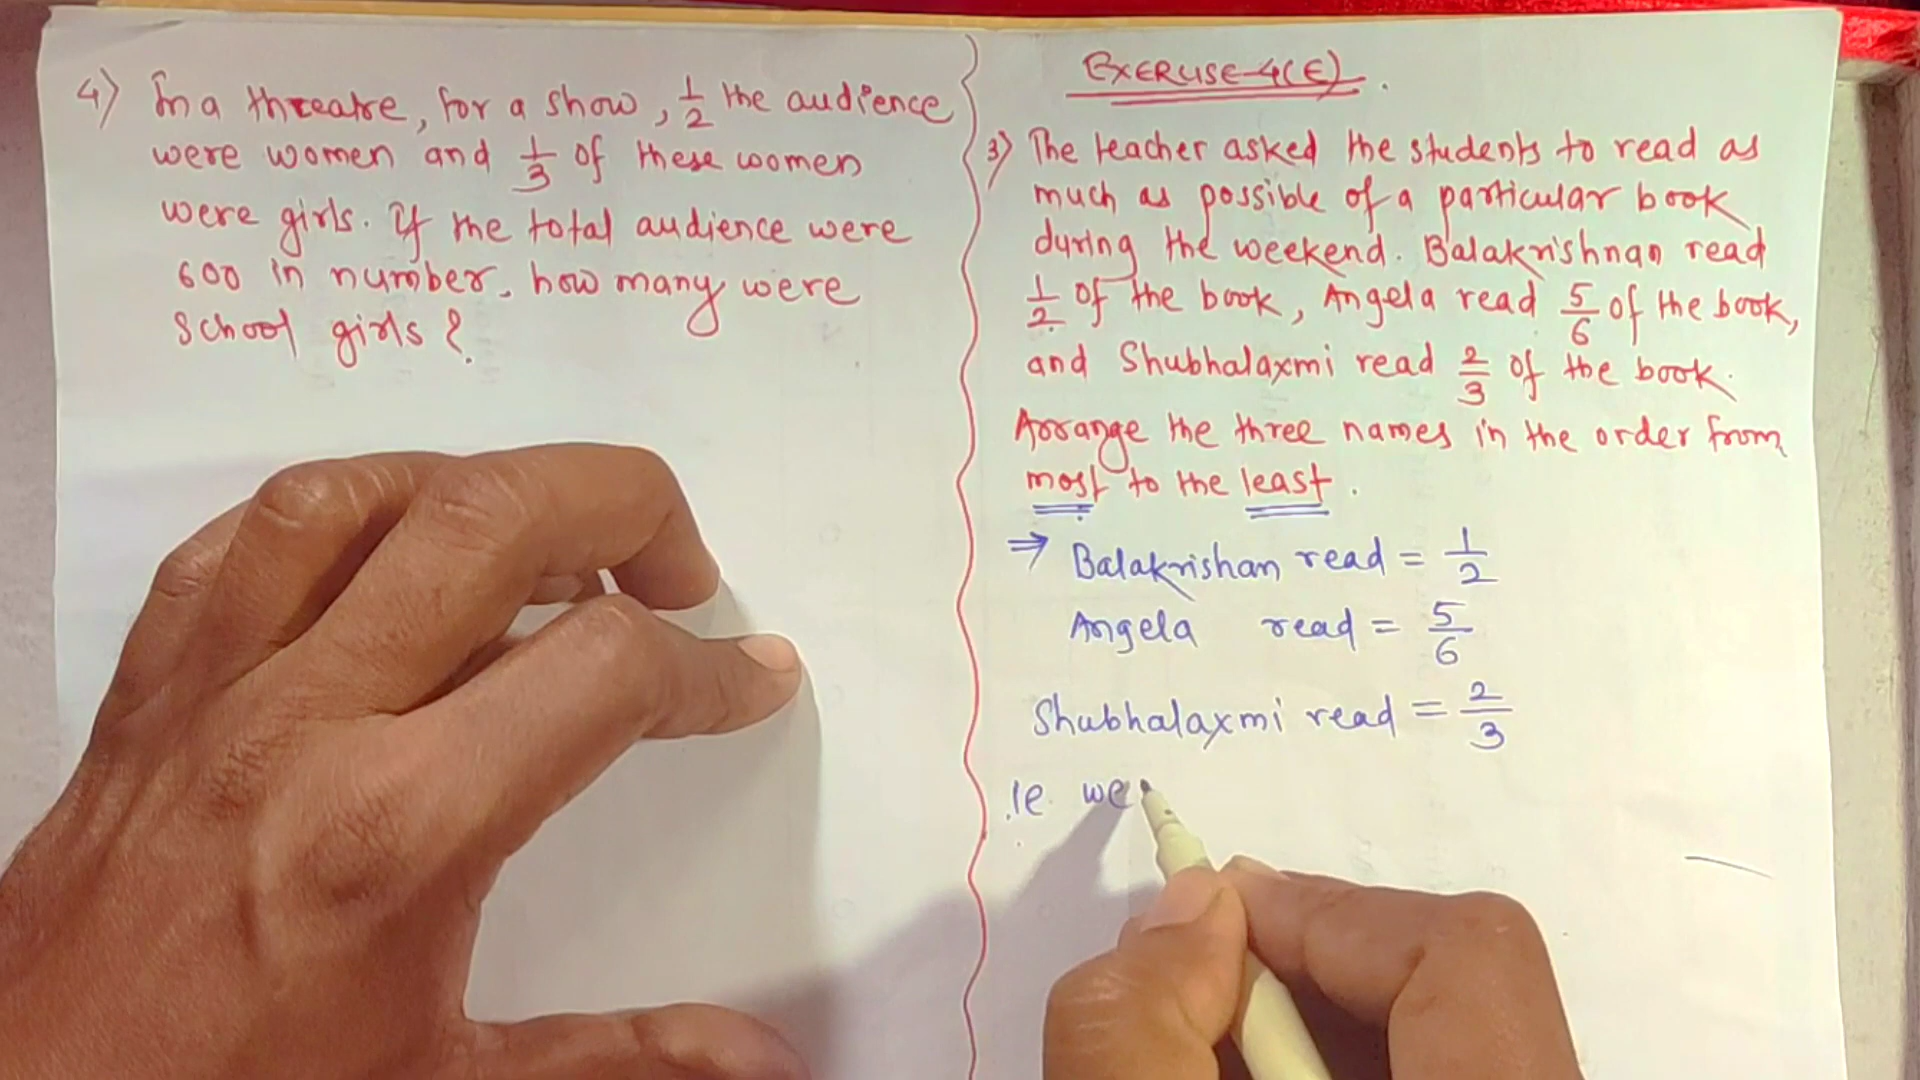 EXERCISE-4(E).
3) The teacher asked the students to read as
much as possible of a particular book
during the weekend. Balakrishnan read
1/2 of the book, Angela read 5/6 of the book,
and Shubhalaxmi read 2/3 of the book.
Arrange the three names in the order from
most to the least.
⇒ Balakrishan read = 1/2
Angela read = 5/6
Shubhalaxmi read = 2/3
ie we
4) In a threatre, for a show, 1/2 the audience
were women and 1/3 of these women
were girls. If the total audience were
600 in number, how many were
School girls?